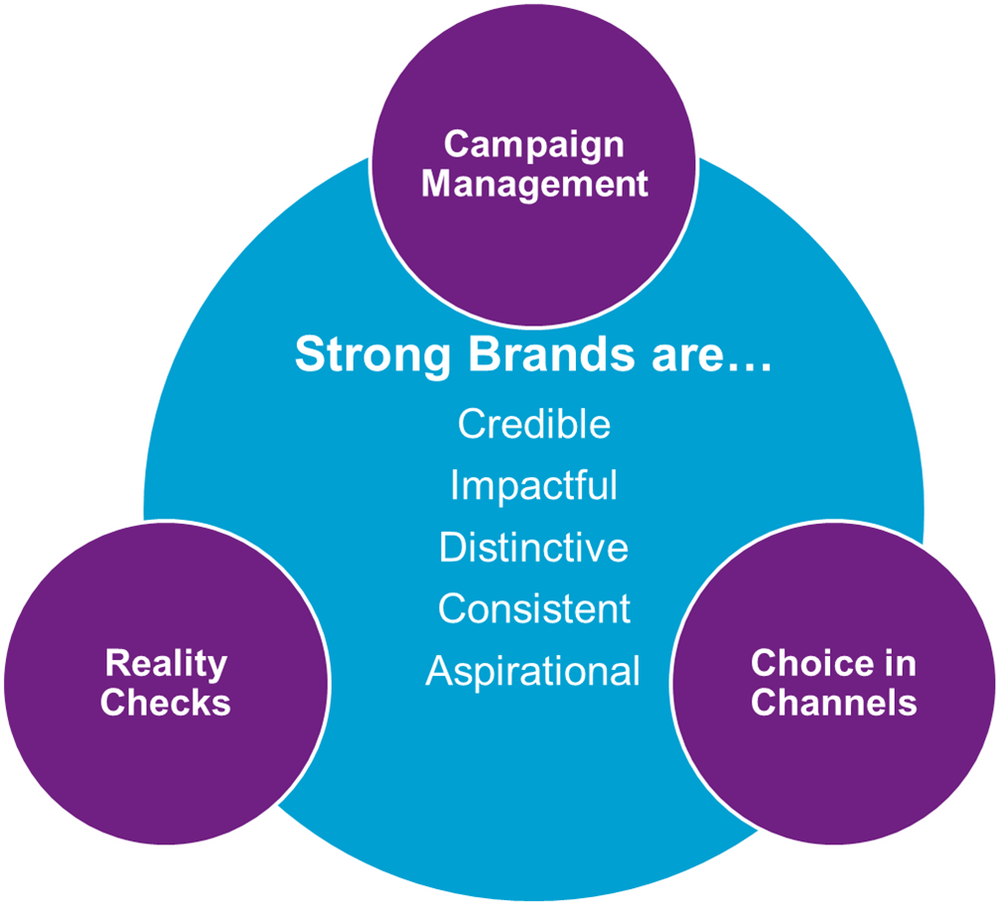 Campaign
Management
Strong Brands are…
Credible
Impactful
Distinctive
Consistent
Aspirational
Reality
Checks
Choice in
Channels